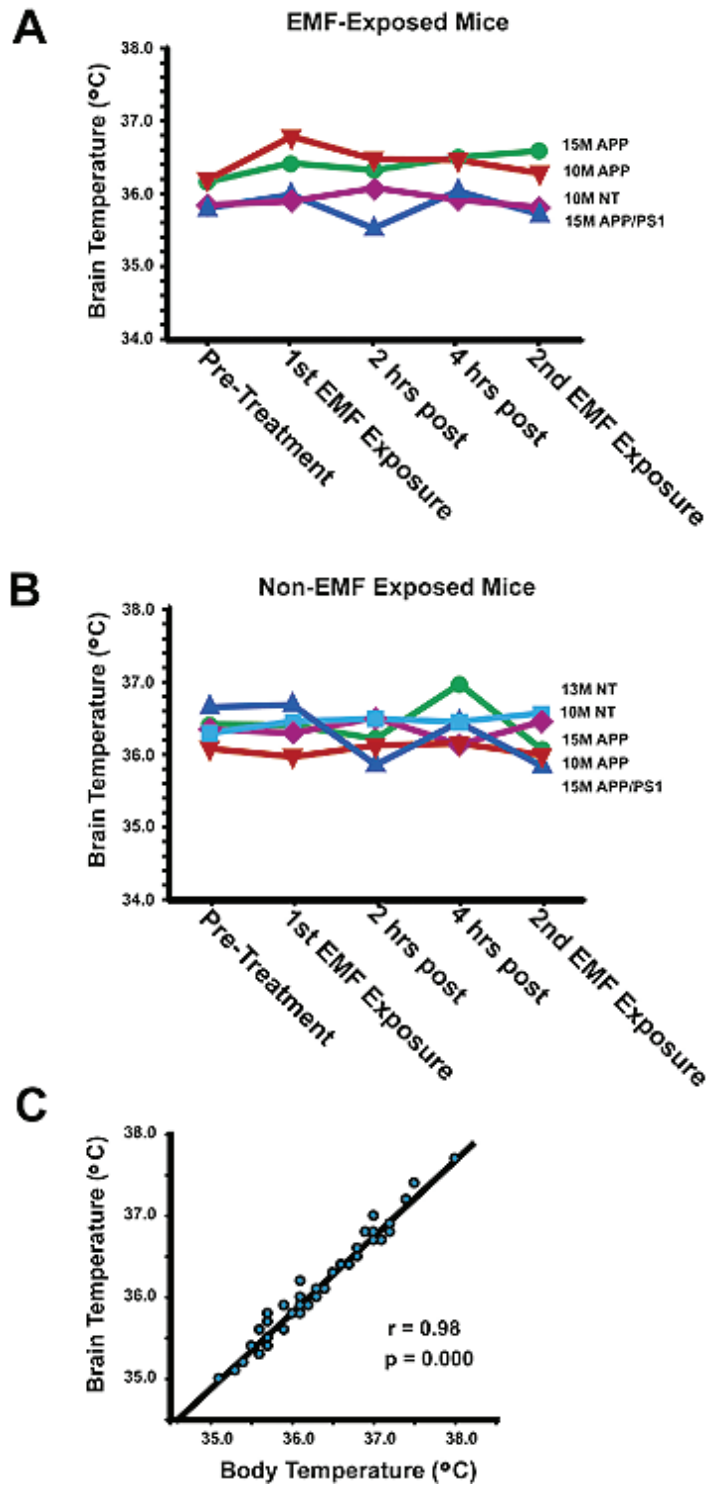 A
EMF-Exposed Mice
38.0
37.0
36.0
35.0
34.0
Brain Temperature (°C)
15M APP
10M APP
10M NT
15M APP/PS1
Pre-Treatment
1st EMF Exposure
2 hrs post
4 hrs post
2nd EMF Exposure
B
Non-EMF Exposed Mice
38.0
37.0
36.0
35.0
34.0
Brain Temperature (°C)
13M NT
10M NT
15M APP
10M APP
15M APP/PS1
Pre-Treatment
1st EMF Exposure
2 hrs post
4 hrs post
2nd EMF Exposure
C
38.0
37.0
36.0
35.0
Brain Temperature (°C)
r = 0.98
p = 0.000
35.0 36.0 37.0 38.0
Body Temperature (°C)